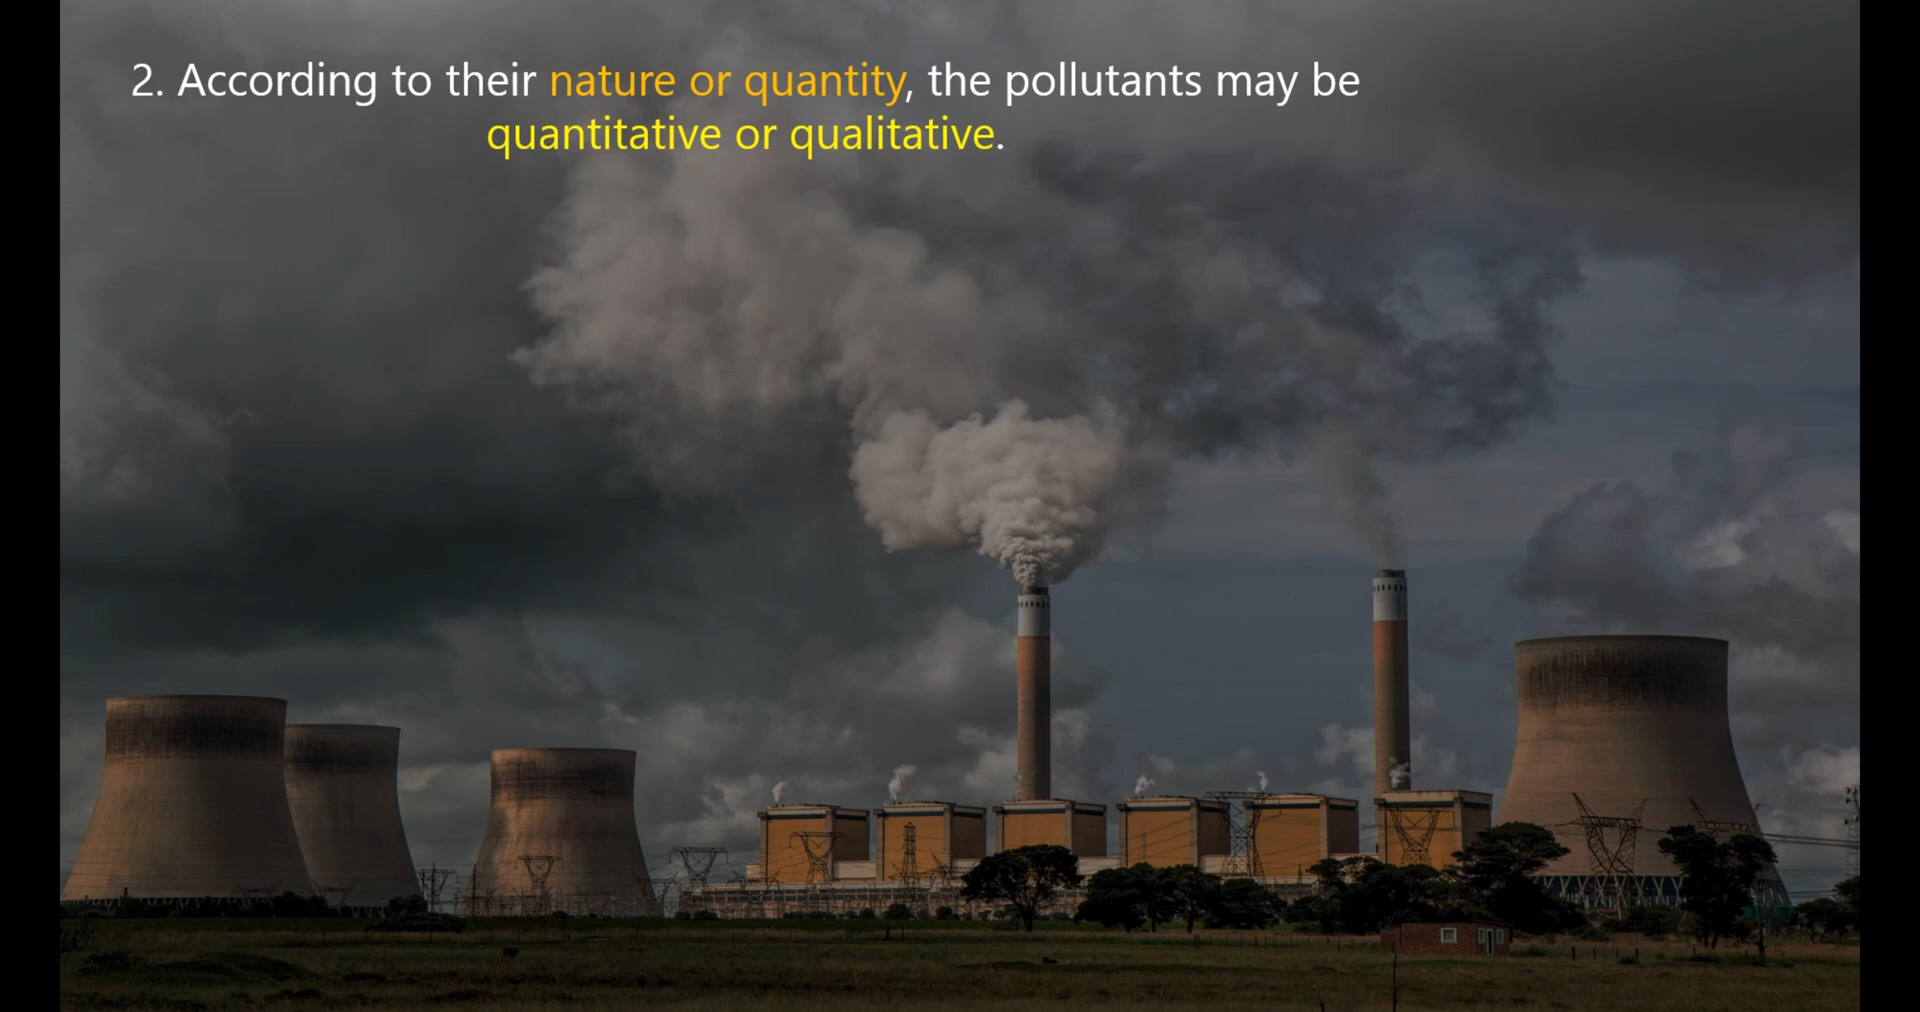 2. According to their nature or quantity, the pollutants may be
quantitative or qualitative.